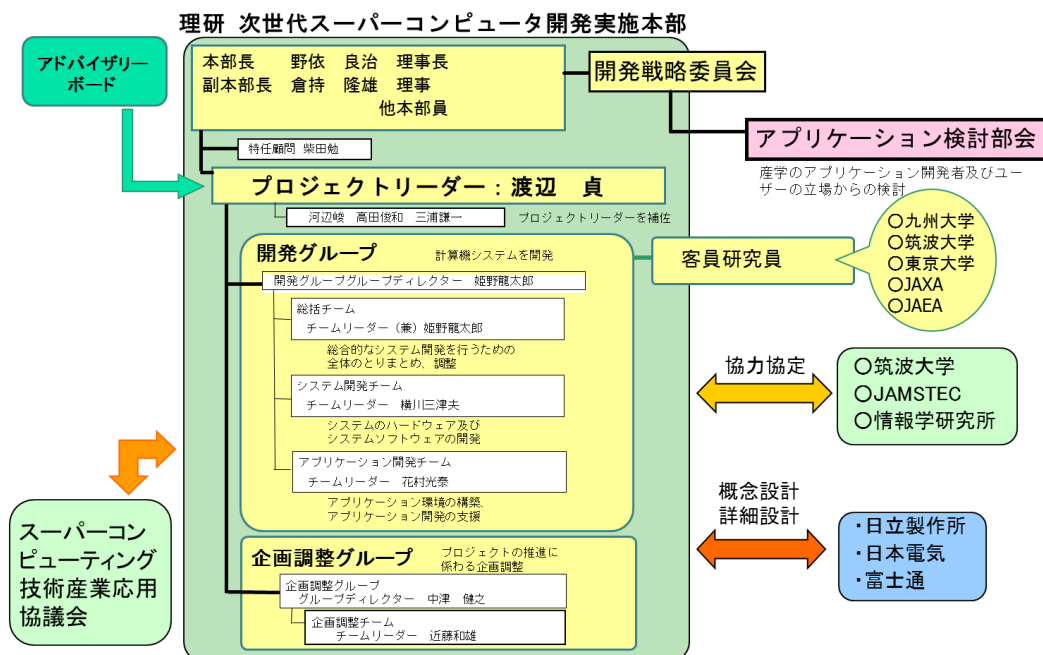 理研 次世代スーパーコンピュータ開発実施本部
アドバイザリー
ボード
本部長 野依 良治 理事長
副本部長 倉持 隆雄 理事
他本部員
開発戦略委員会
アプリケーション検討部会
産学のアプリケーション開発者及びユー
ザーの立場からの検討
特任顧問 柴田勉
プロジェクトリーダー：渡辺 貞
河辺峻 高田俊和 三浦謙一
プロジェクトリーダーを補佐
開発グループ
計算機システムを開発
開発グループグループディレクター 姫野龍太郎
総括チーム
チームリーダー（兼）姫野龍太郎
総合的なシステム開発を行うための
全体のとりまとめ、調整
システム開発チーム
チームリーダー 横川三津夫
システムのハードウェア及び
システムソフトウェアの開発
アプリケーション開発チーム
チームリーダー 花村光泰
アプリケーション環境の構築、
アプリケーション開発の支援
客員研究員
〇九州大学
〇筑波大学
〇東京大学
〇JAXA
〇JAEA
協力協定
〇筑波大学
〇JAMSTEC
〇情報学研究所
概念設計
詳細設計
・日立製作所
・日本電気
・富士通
スーパーコン
ピューティング
技術産業応用
協議会
企画調整グループ
プロジェクトの推進に
係わる企画調整
企画調整グループ
グループディレクター 中津 健之
企画調整チーム
チームリーダー 近藤和雄